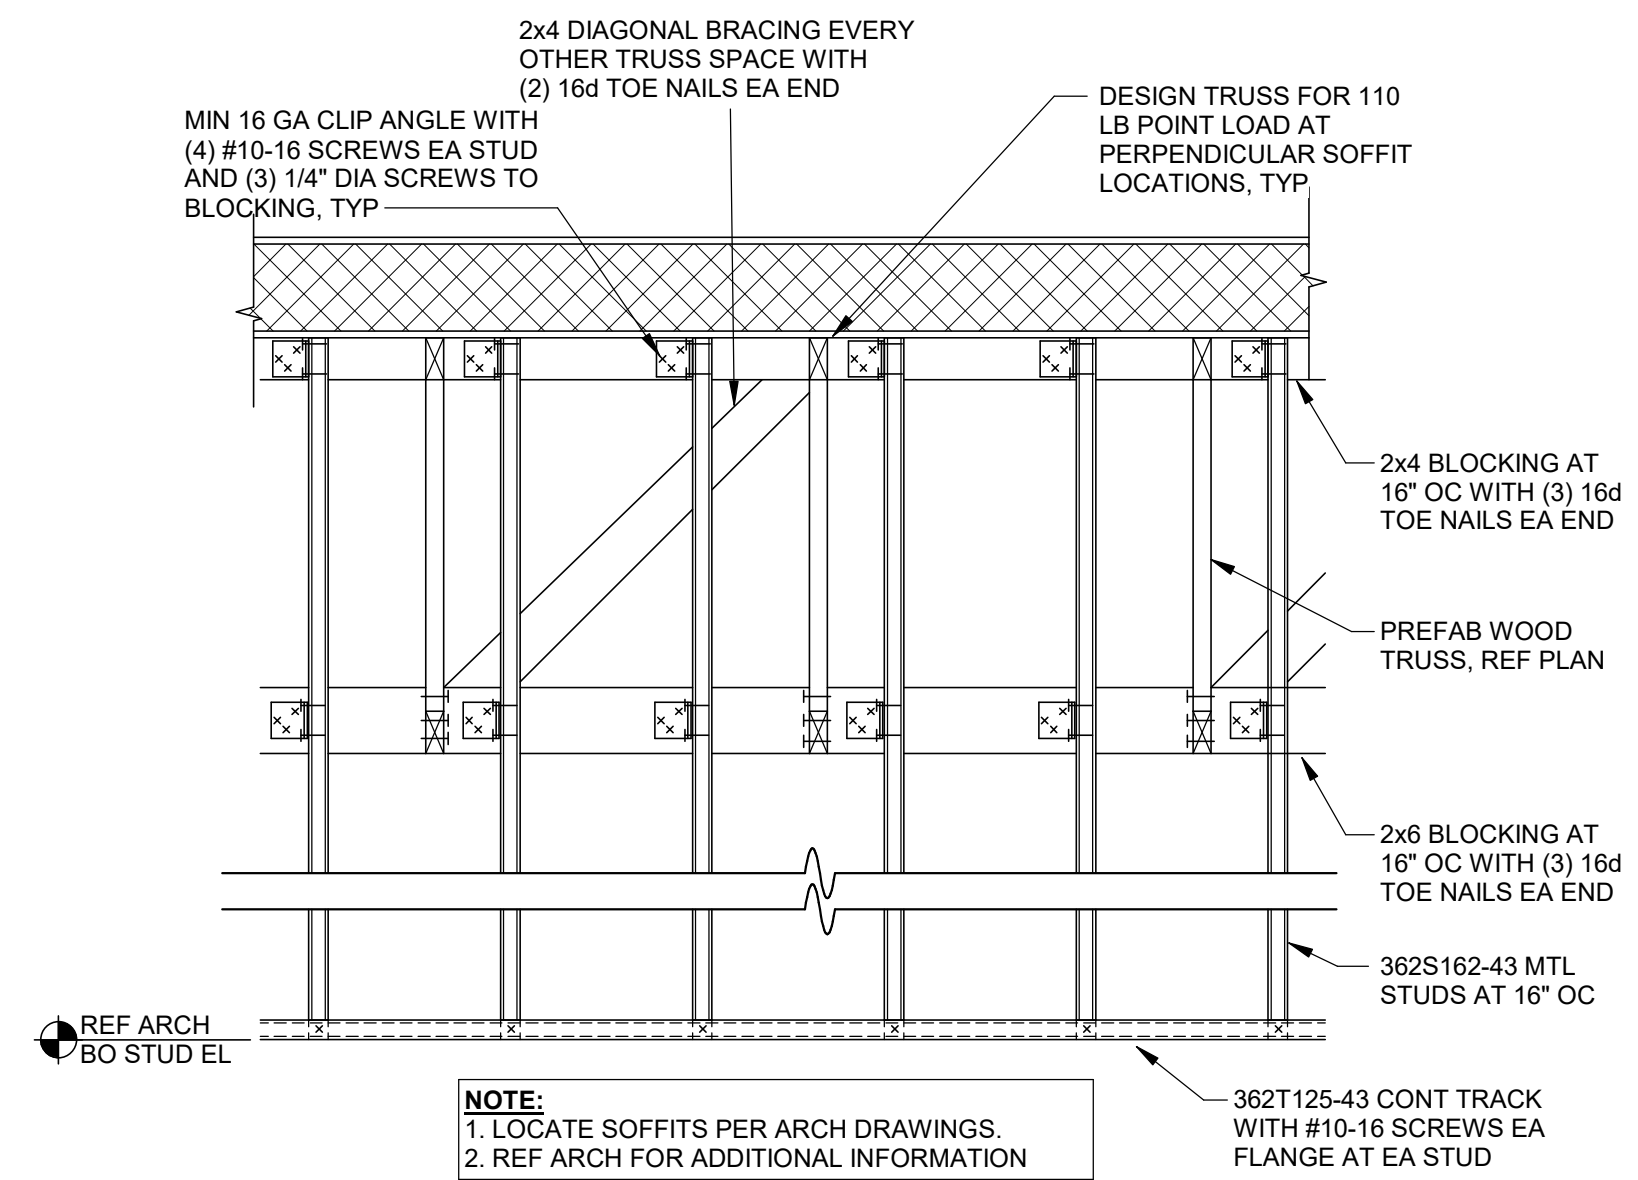 2x4 DIAGONAL BRACING EVERY
OTHER TRUSS SPACE WITH
(2) 16d TOE NAILS EA END
MIN 16 GA CLIP ANGLE WITH
(4) #10-16 SCREWS EA STUD
AND (3) 1/4" DIA SCREWS TO
BLOCKING, TYP
DESIGN TRUSS FOR 110
LB POINT LOAD AT
PERPENDICULAR SOFFIT
LOCATIONS, TYP
2x4 BLOCKING AT
16" OC WITH (3) 16d
TOE NAILS EA END
PREFAB WOOD
TRUSS, REF PLAN
2x6 BLOCKING AT
16" OC WITH (3) 16d
TOE NAILS EA END
362S162-43 MTL
STUDS AT 16" OC
REF ARCH
BO STUD EL
362T125-43 CONT TRACK
WITH #10-16 SCREWS EA
FLANGE AT EA STUD
NOTE:
1. LOCATE SOFFITS PER ARCH DRAWINGS.
2. REF ARCH FOR ADDITIONAL INFORMATION